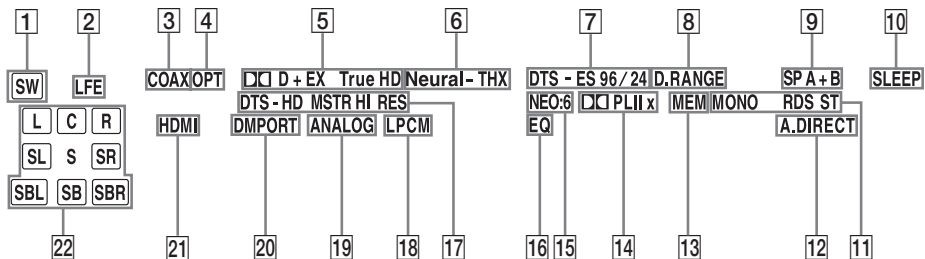 1 2 3 4 5 6 7 8 9 10
SW LFE COAX OPT D + EX True HD Neural - THX DTS - ES 96 / 24 D.RANGE SP A + B SLEEP
DTS - HD MSTR HI RES NEO:6 PLII x MEM MONO RDS ST
L C R HDMI DMPORT ANALOG LPCM EQ A.DIRECT
SL S SR
SBL SB SBR
22 21 20 19 18 17 16 15 14 13 12 11